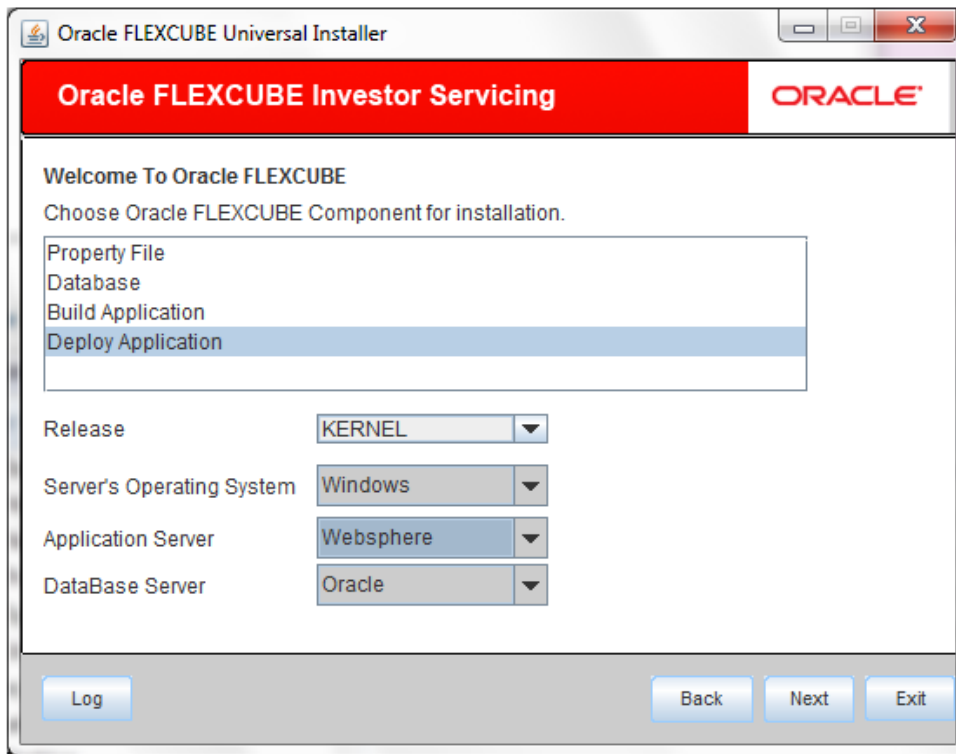 Oracle FLEXCUBE Universal Installer
Oracle FLEXCUBE Investor Servicing
ORACLE
Welcome To Oracle FLEXCUBE
Choose Oracle FLEXCUBE Component for installation.
Property File
Database
Build Application
Deploy Application
Release KERNEL
Server's Operating System Windows
Application Server Websphere
DataBase Server Oracle
Log Back Next Exit